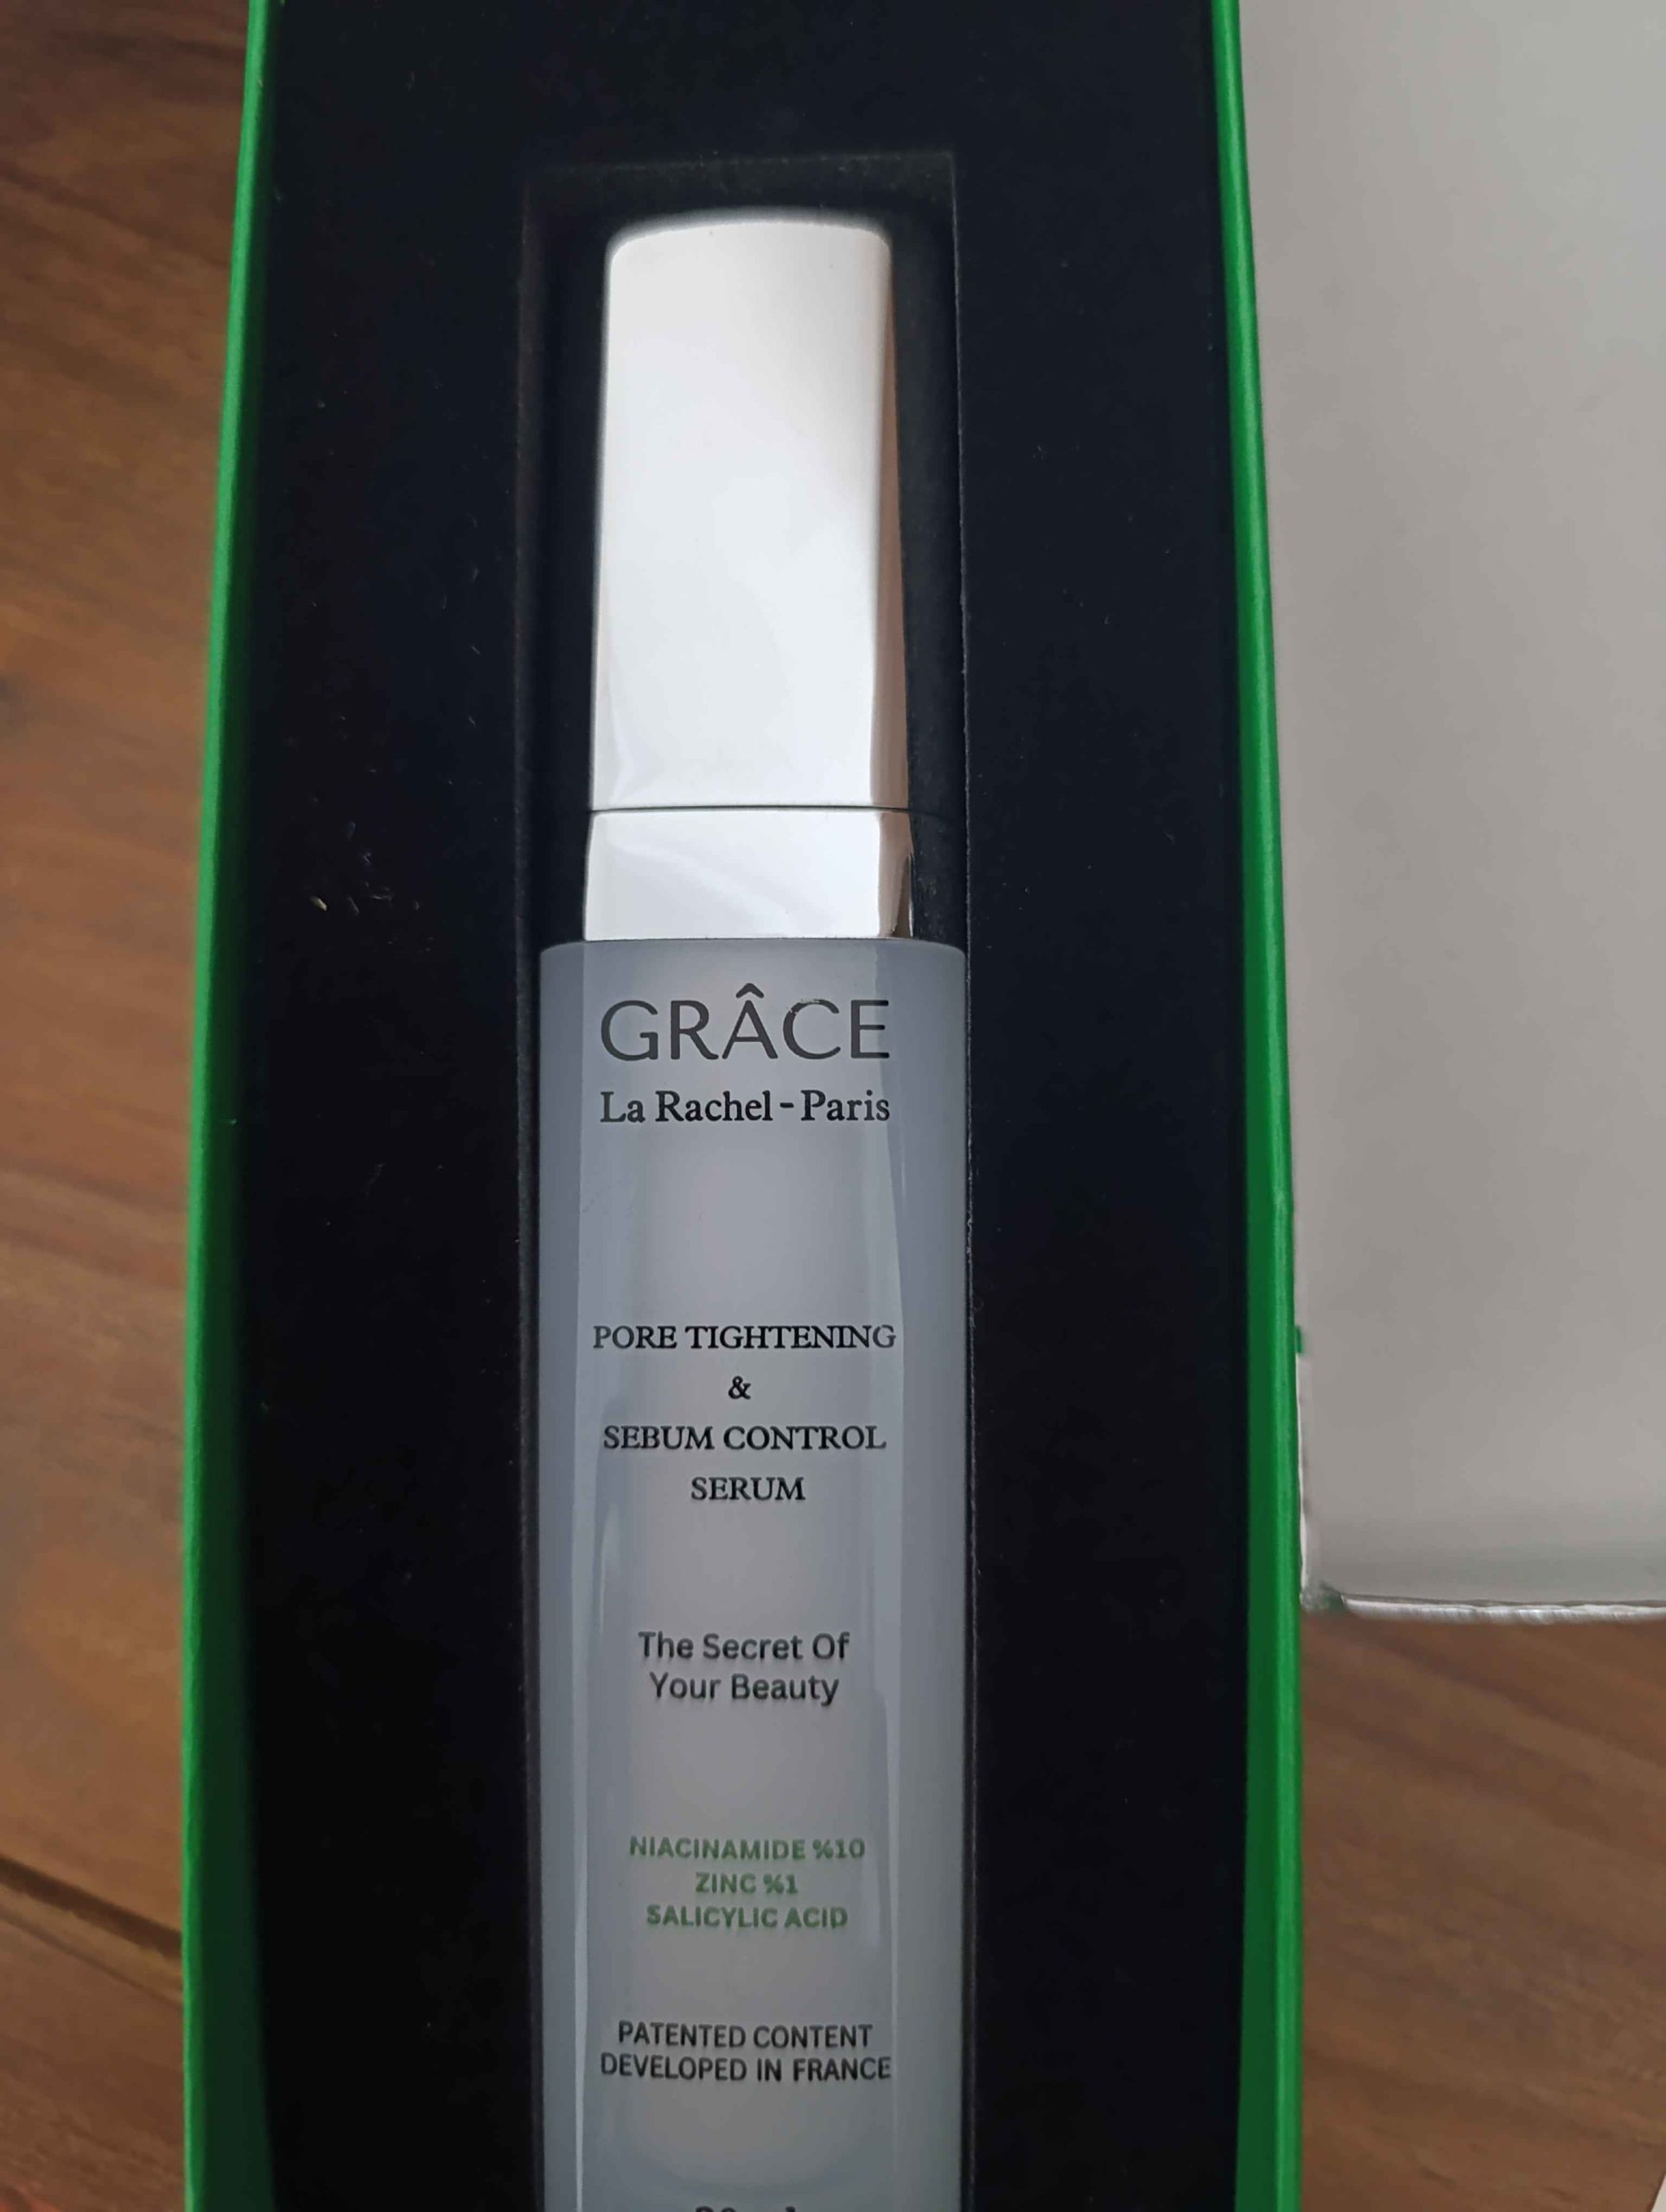 GRÂCE
La Rachel-Paris
PORE TIGHTENING
&
SEBUM CONTROL
SERUM
The Secret Of
Your Beauty
NIACINAMIDE %10
ZINC %1
SALICYLIC ACID
PATENTED CONTENT
DEVELOPED IN FRANCE